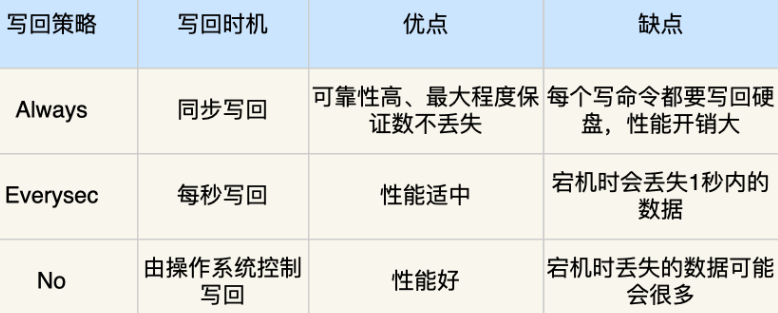 写回策略 写回时机 优点 缺点
Always 同步写回 可靠性高、最大程度保证数不丢失 每个写命令都要写回硬盘，性能开销大
Everysec 每秒写回 性能适中 宕机时会丢失1秒内的数据
No 由操作系统控制写回 性能好 宕机时丢失的数据可能会很多